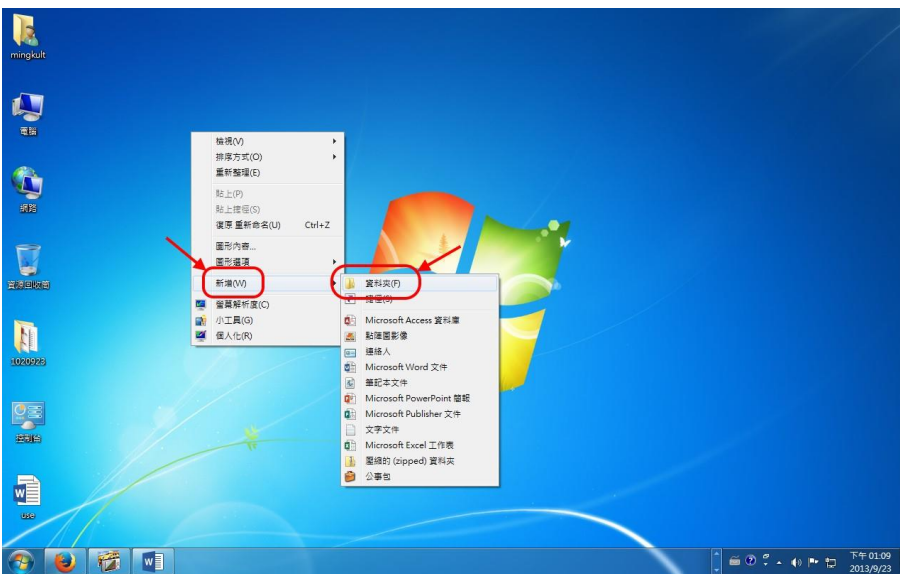 mingkult
電腦
網路
資源回收筒
1020923
控制台
use
檢視(V)
排序方式(O)
重新整理(E)
貼上(P)
貼上捷徑(S)
復原 重新命名(U) Ctrl+Z
圖形內容...
圖形選項
新增(W)
螢幕解析度(C)
小工具(G)
個人化(R)
資料夾(F)
捷徑(S)
Microsoft Access 資料庫
點陣圖影像
連絡人
Microsoft Word 文件
筆記本文件
Microsoft PowerPoint 簡報
Microsoft Publisher 文件
文字文件
Microsoft Excel 工作表
壓縮的 (zipped) 資料夾
公事包
下午 01:09
2013/9/23